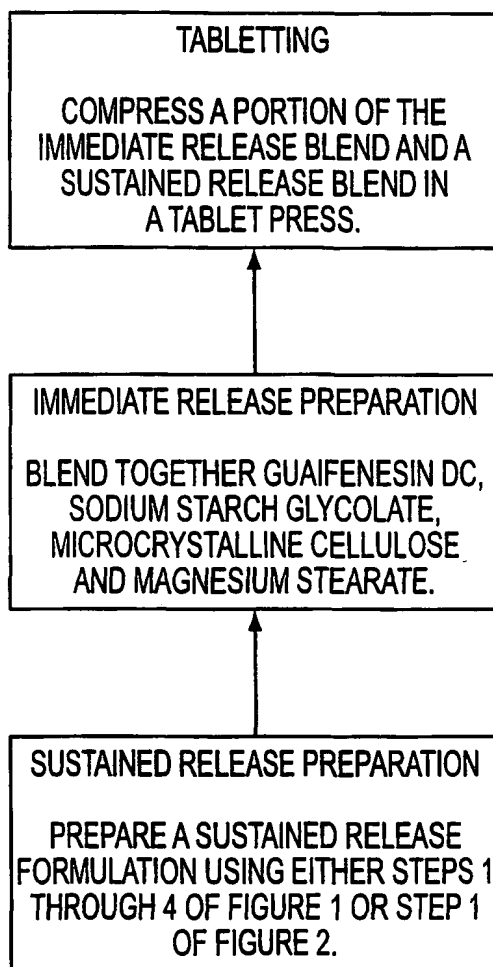 TABLETTING
COMPRESS A PORTION OF THE
IMMEDIATE RELEASE BLEND AND A
SUSTAINED RELEASE BLEND IN
A TABLET PRESS.
IMMEDIATE RELEASE PREPARATION
BLEND TOGETHER GUAIFENESIN DC,
SODIUM STARCH GLYCOLATE,
MICROCRYSTALLINE CELLULOSE
AND MAGNESIUM STEARATE.
SUSTAINED RELEASE PREPARATION
PREPARE A SUSTAINED RELEASE
FORMULATION USING EITHER STEPS 1
THROUGH 4 OF FIGURE 1 OR STEP 1
OF FIGURE 2.